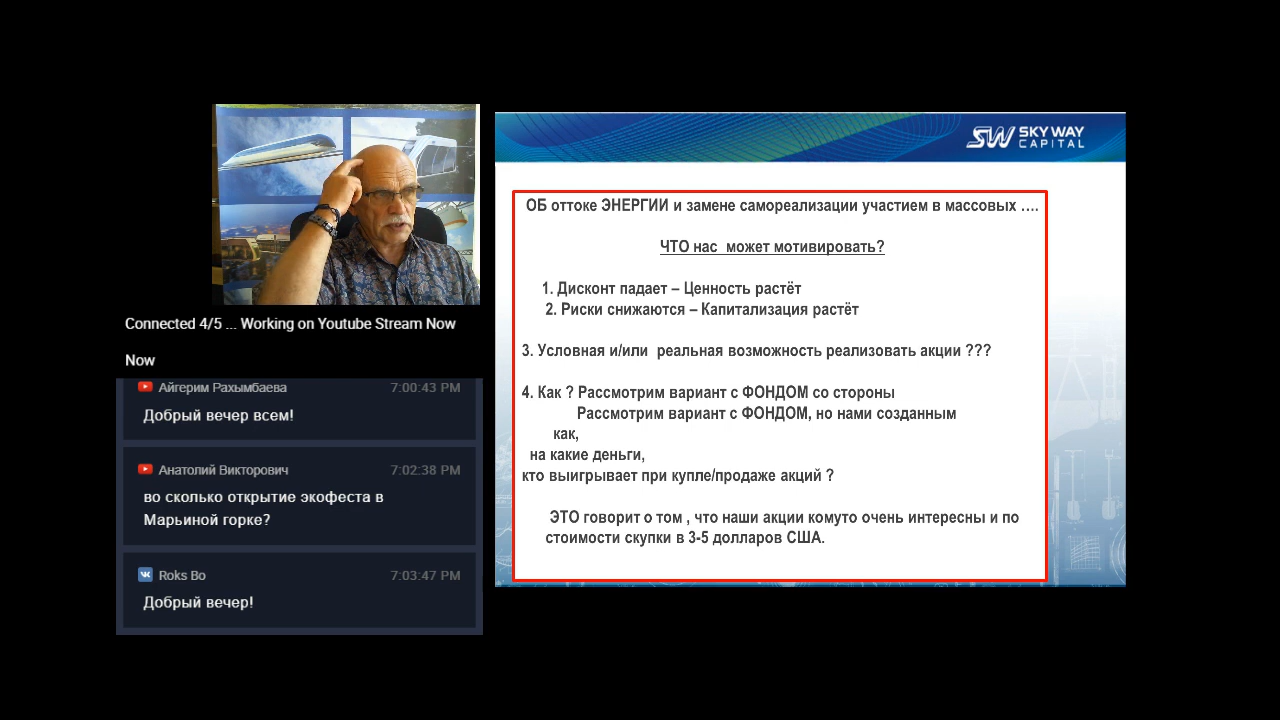 SW SKY WAY
CAPITAL
ОБ оттоке ЭНЕРГИИ и замене самореализации участием в массовых ….
ЧТО нас может мотивировать?
1. Дисконт падает – Ценность растёт
2. Риски снижаются – Капитализация растёт
3. Условная и/или реальная возможность реализовать акции ???
4. Как ? Рассмотрим вариант с ФОНДОМ со стороны
Рассмотрим вариант с ФОНДОМ, но нами созданным
как,
на какие деньги,
кто выигрывает при купле/продаже акций ?
ЭТО говорит о том , что наши акции комуто очень интересны и по
стоимости скупки в 3-5 долларов США.
Connected 4/5 ... Working on Youtube Stream Now
Now
Айгерим Рахымбаева 7:00:43 PM
Добрый вечер всем!
Анатолий Викторович 7:02:38 PM
во сколько открытие экофеста в
Марьиной горке?
Roks Bo 7:03:47 PM
Добрый вечер!